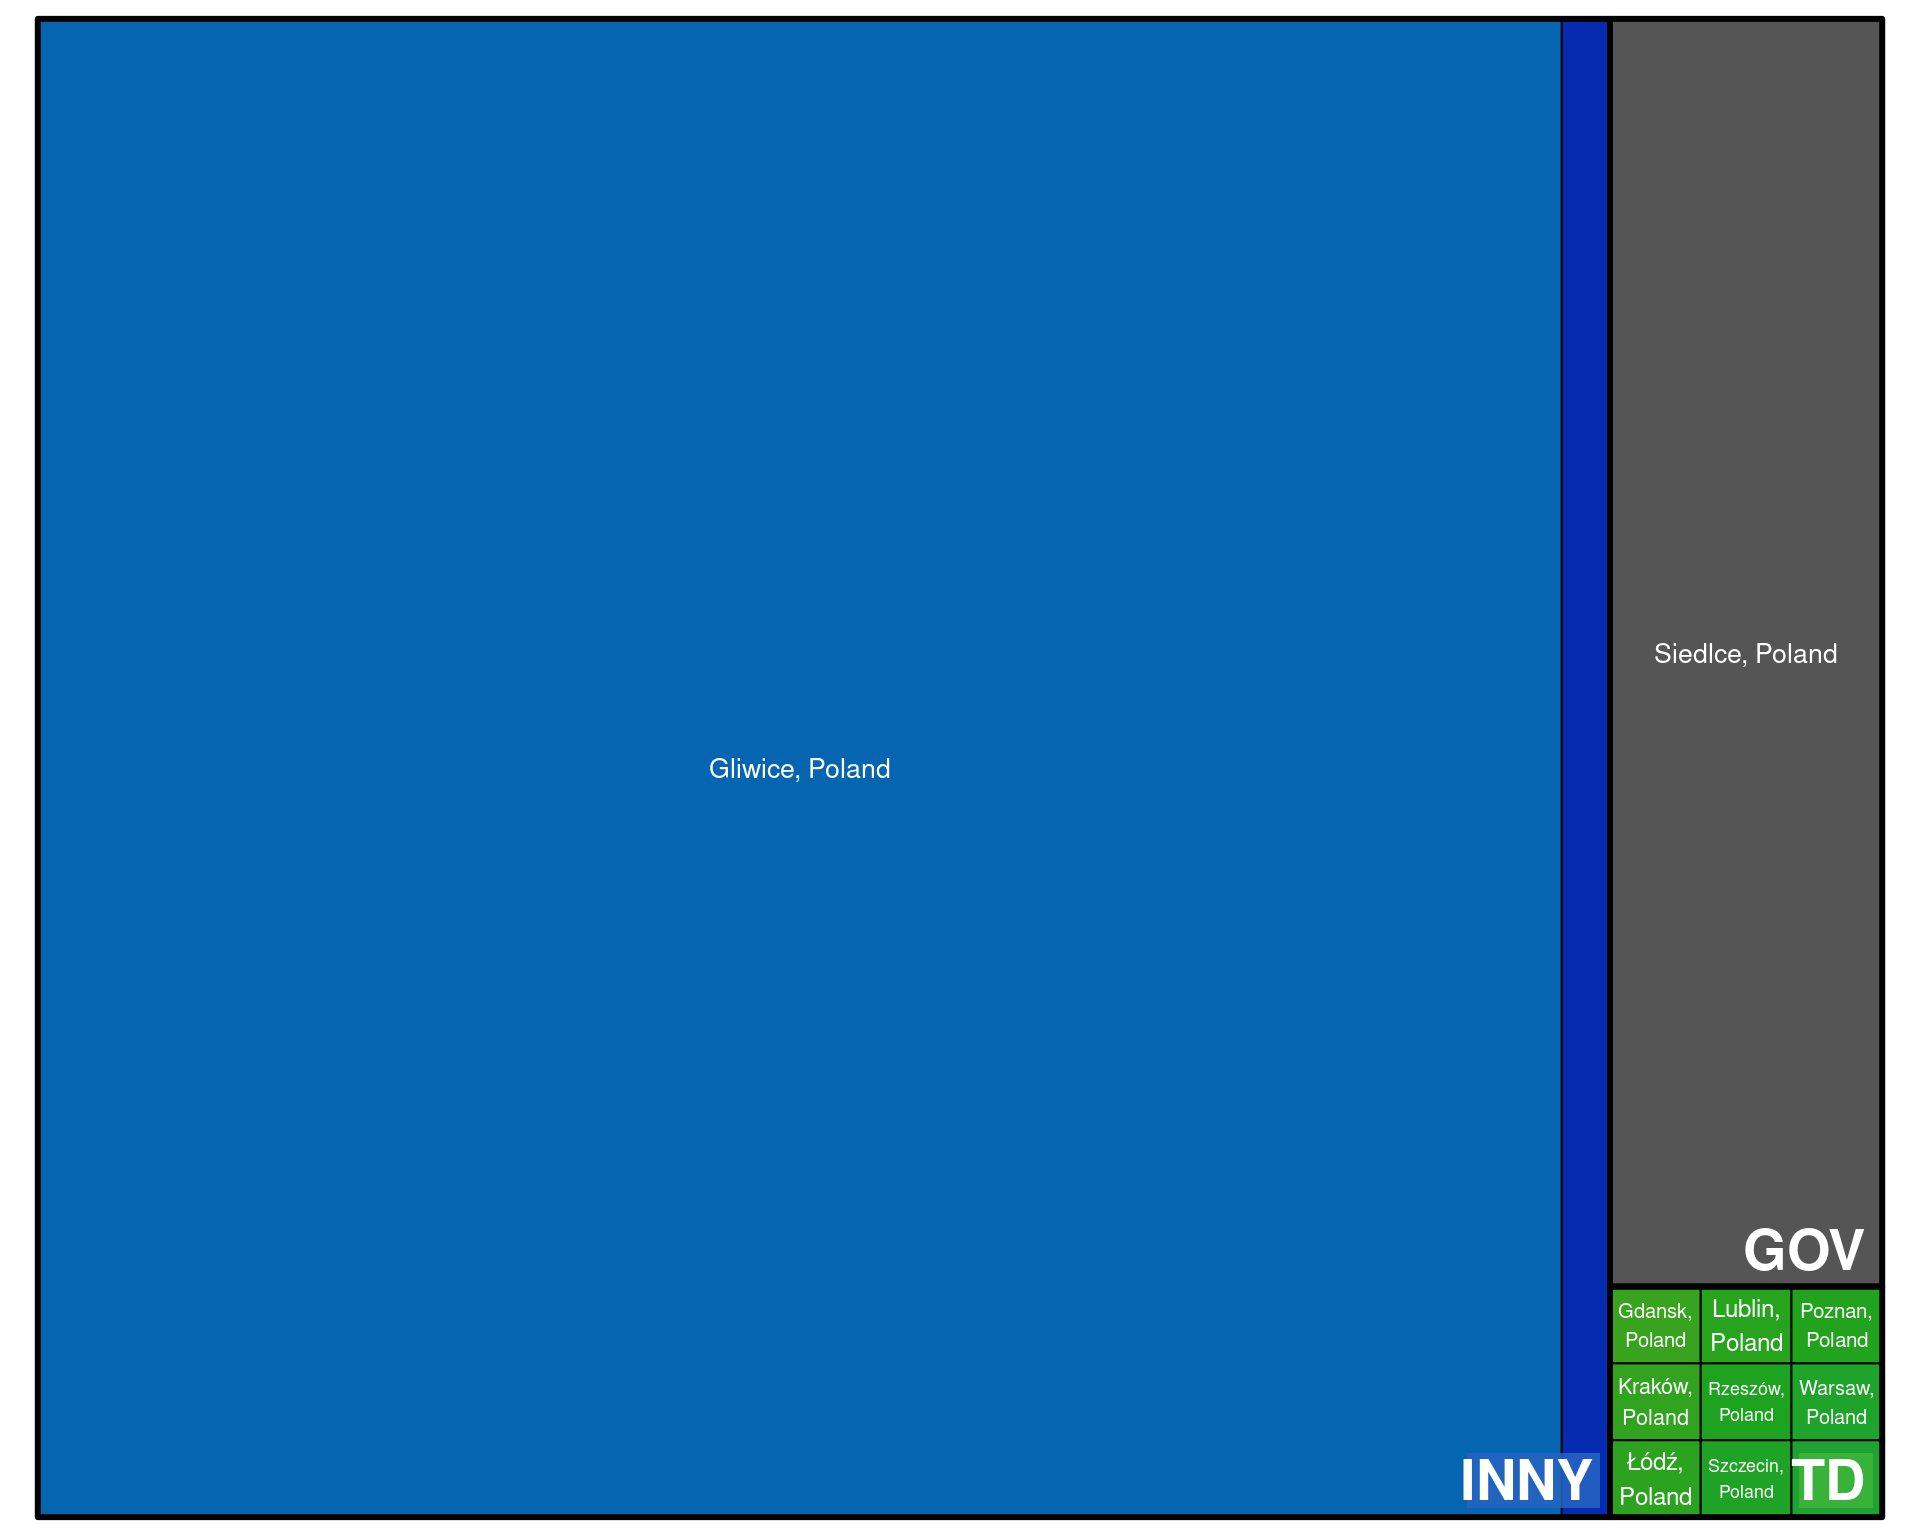 Gliwice, Poland
INNY
Siedlce, Poland
GOV
Gdansk,
Poland
Lublin,
Poland
Poznan,
Poland
Kraków,
Poland
Rzeszów,
Poland
Warsaw,
Poland
Łódź,
Poland
Szczecin,
Poland
TD